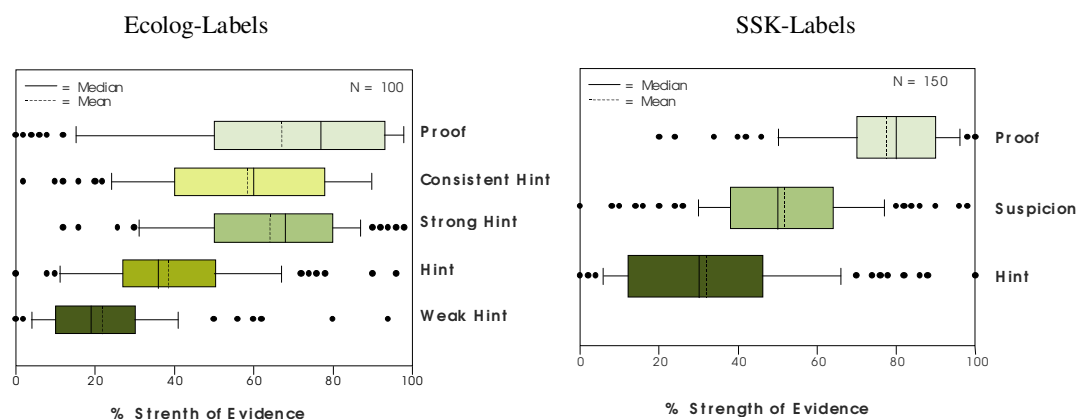 Ecolog-Labels
= Median
= Mean
N = 100
Proof
Consistent Hint
Strong Hint
Hint
Weak Hint
0 20 40 60 80 100
% Strenth of Evidence
SSK-Labels
= Median
= Mean
N = 150
Proof
Suspicion
Hint
0 20 40 60 80 100
% Strength of Evidence